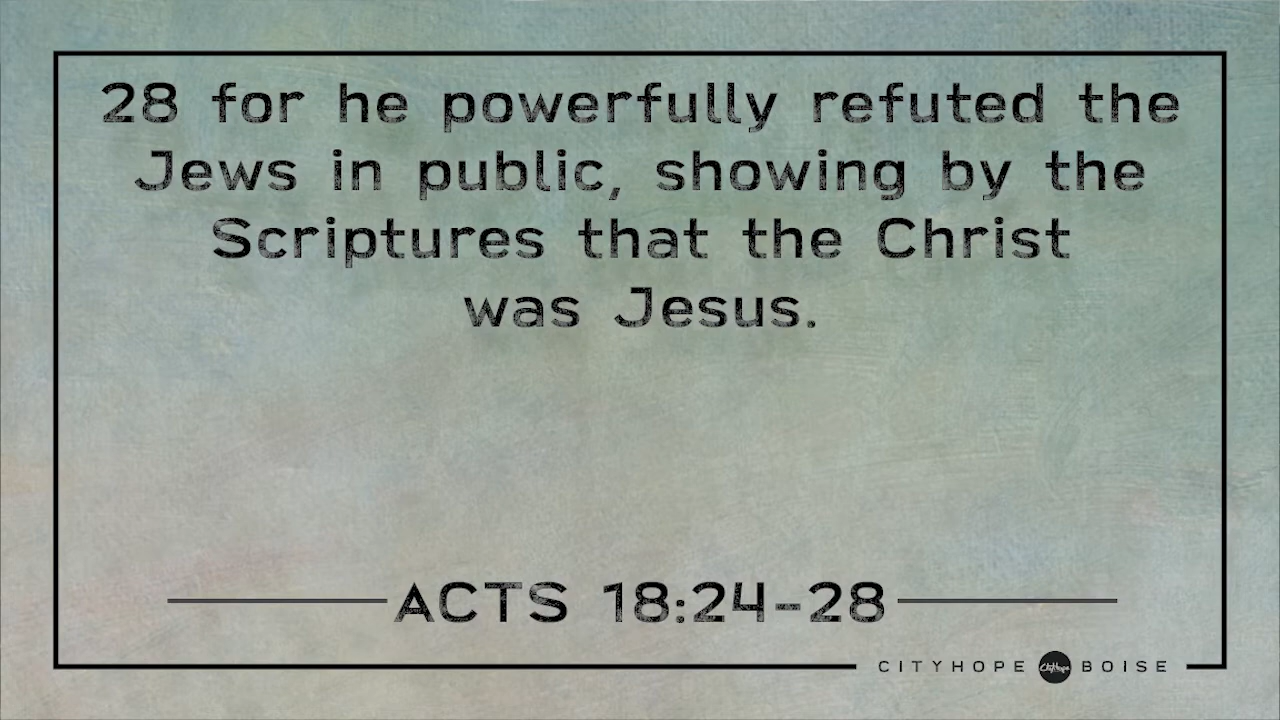 28 for he powerfully refuted the
Jews in public, showing by the
Scriptures that the Christ
was Jesus.
ACTS 18:24-28
CITYHOPE CityHope BOISE